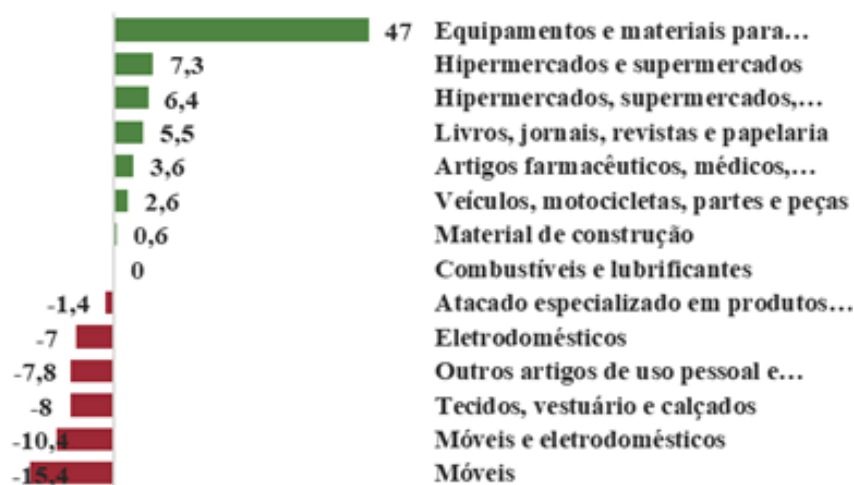 47 Equipamentos e materiais para...
7,3 Hipermercados e supermercados
6,4 Hipermercados, supermercados,...
5,5 Livros, jornais, revistas e papelaria
3,6 Artigos farmacêuticos, médicos,...
2,6 Veículos, motocicletas, partes e peças
0,6 Material de construção
0 Combustíveis e lubrificantes
-1,4 Atacado especializado em produtos...
-7 Eletrodomésticos
-7,8 Outros artigos de uso pessoal e...
-8 Tecidos, vestuário e calçados
-10,4 Móveis e eletrodomésticos
-15,4 Móveis